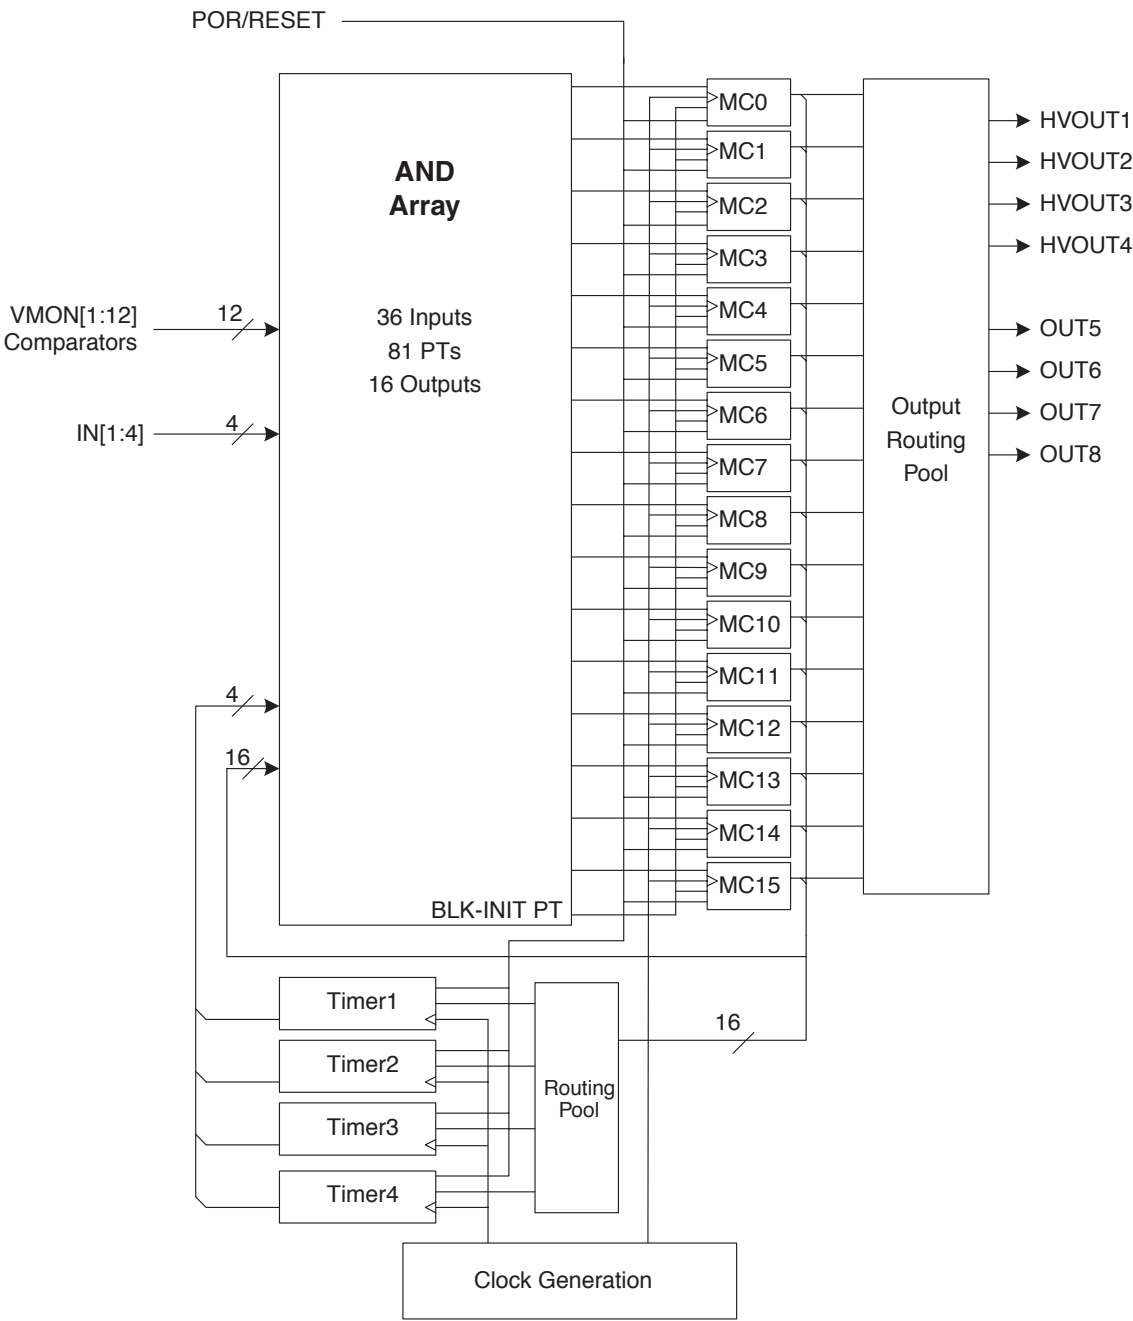 POR/RESET
AND
Array
36 Inputs
81 PTs
16 Outputs
VMON[1:12]
Comparators
12
IN[1:4]
4
4
16
BLK-INIT PT
MC0
MC1
MC2
MC3
MC4
MC5
MC6
MC7
MC8
MC9
MC10
MC11
MC12
MC13
MC14
MC15
Output
Routing
Pool
HVOUT1
HVOUT2
HVOUT3
HVOUT4
OUT5
OUT6
OUT7
OUT8
Timer1
Timer2
Timer3
Timer4
Routing
Pool
16
Clock Generation